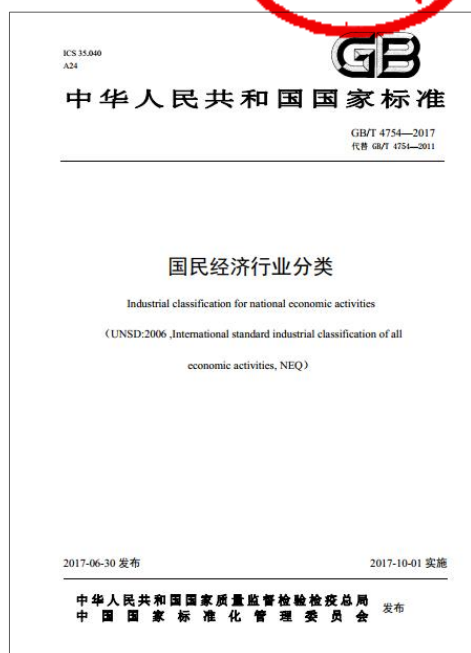 ICS 35.040
A24
GB
中华人民共和国国家标准
GB/T 4754—2017
代替 GB/T 4754—2011
国民经济行业分类
Industrial classification for national economic activities
（UNSD:2006 ,International standard industrial classification of all
economic activities, NEQ）
2017-06-30 发布
2017-10-01 实施
中华人民共和国国家质量监督检验检疫总局
中国国家标准化管理委员会
发布